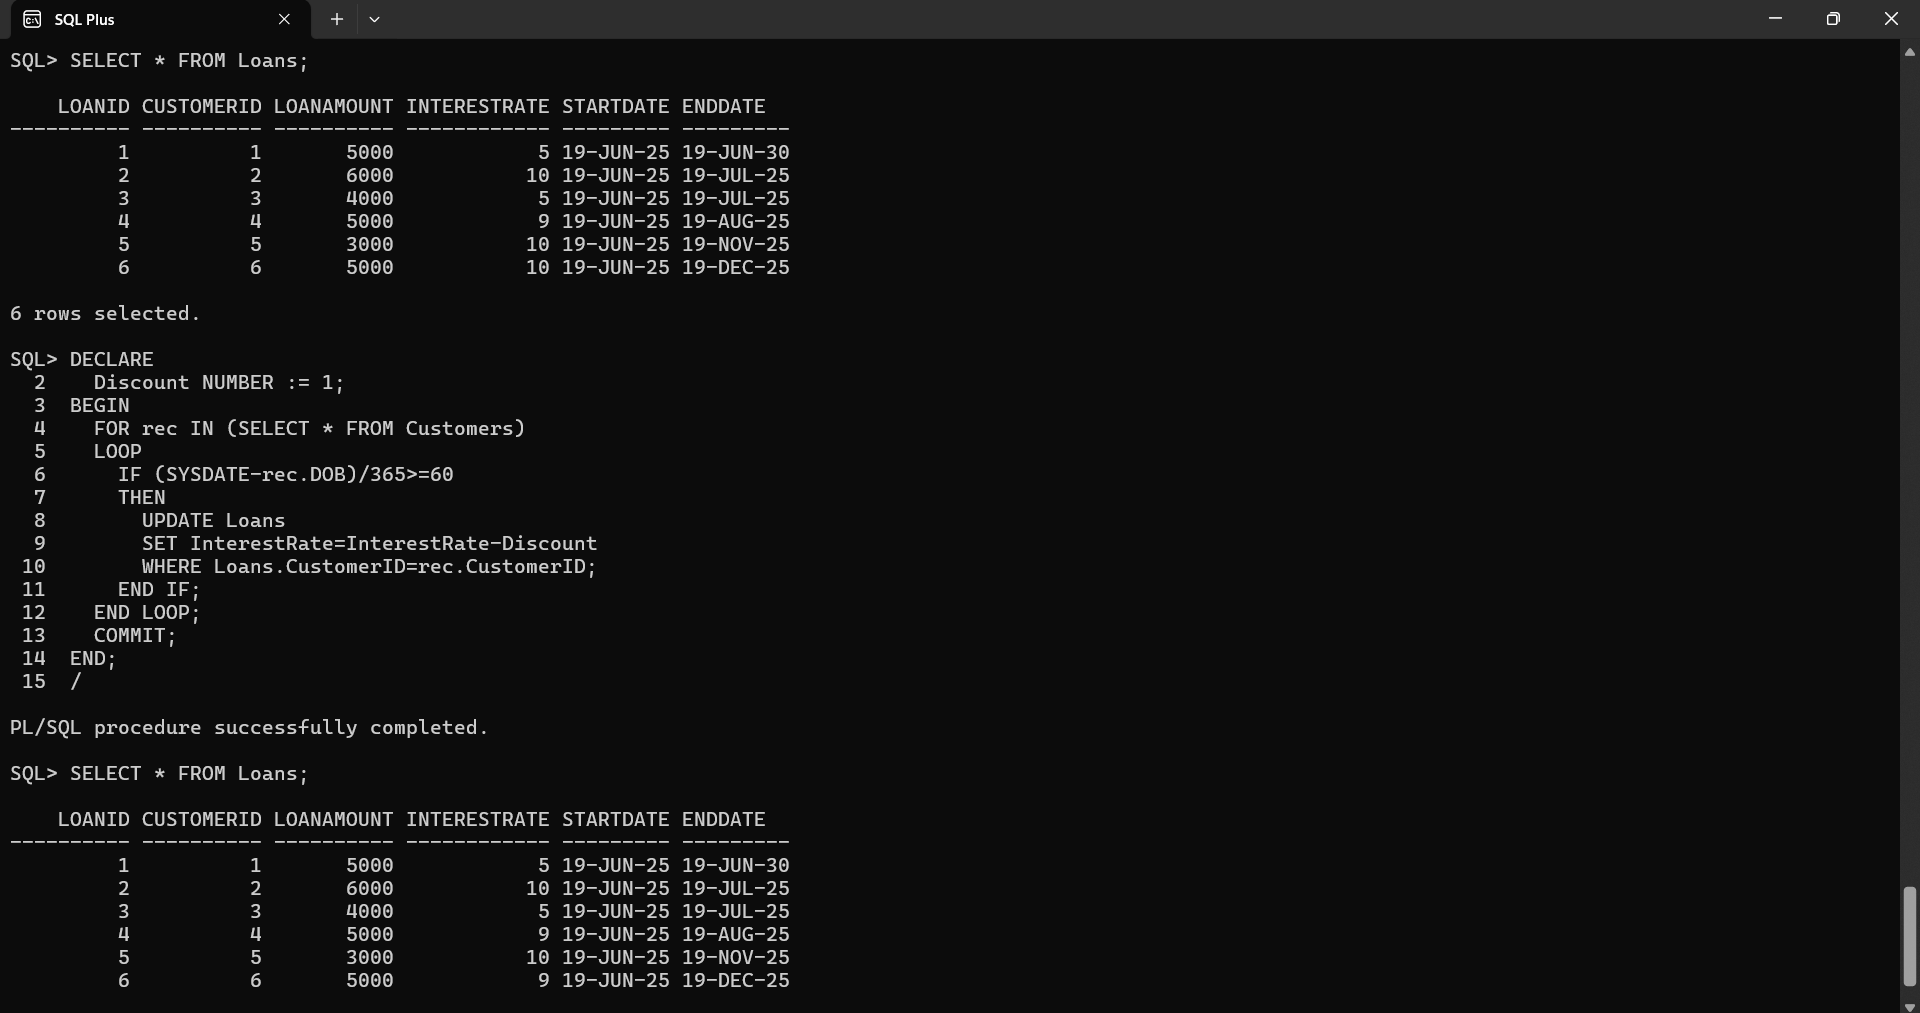 SQL Plus
SQL> SELECT * FROM Loans;
    LOANID CUSTOMERID LOANAMOUNT INTERESTRATE STARTDATE ENDDATE
---------- ---------- ---------- ------------ --------- ---------
         1          1       5000            5 19-JUN-25 19-JUN-30
         2          2       6000           10 19-JUN-25 19-JUL-25
         3          3       4000            5 19-JUN-25 19-JUL-25
         4          4       5000            9 19-JUN-25 19-AUG-25
         5          5       3000           10 19-JUN-25 19-NOV-25
         6          6       5000           10 19-JUN-25 19-DEC-25
6 rows selected.
SQL> DECLARE
  2    Discount NUMBER := 1;
  3  BEGIN
  4    FOR rec IN (SELECT * FROM Customers)
  5    LOOP
  6      IF (SYSDATE-rec.DOB)/365>=60
  7      THEN
  8        UPDATE Loans
  9        SET InterestRate=InterestRate-Discount
 10        WHERE Loans.CustomerID=rec.CustomerID;
 11      END IF;
 12    END LOOP;
 13    COMMIT;
 14  END;
 15  /
PL/SQL procedure successfully completed.
SQL> SELECT * FROM Loans;
    LOANID CUSTOMERID LOANAMOUNT INTERESTRATE STARTDATE ENDDATE
---------- ---------- ---------- ------------ --------- ---------
         1          1       5000            5 19-JUN-25 19-JUN-30
         2          2       6000           10 19-JUN-25 19-JUL-25
         3          3       4000            5 19-JUN-25 19-JUL-25
         4          4       5000            9 19-JUN-25 19-AUG-25
         5          5       3000           10 19-JUN-25 19-NOV-25
         6          6       5000            9 19-JUN-25 19-DEC-25